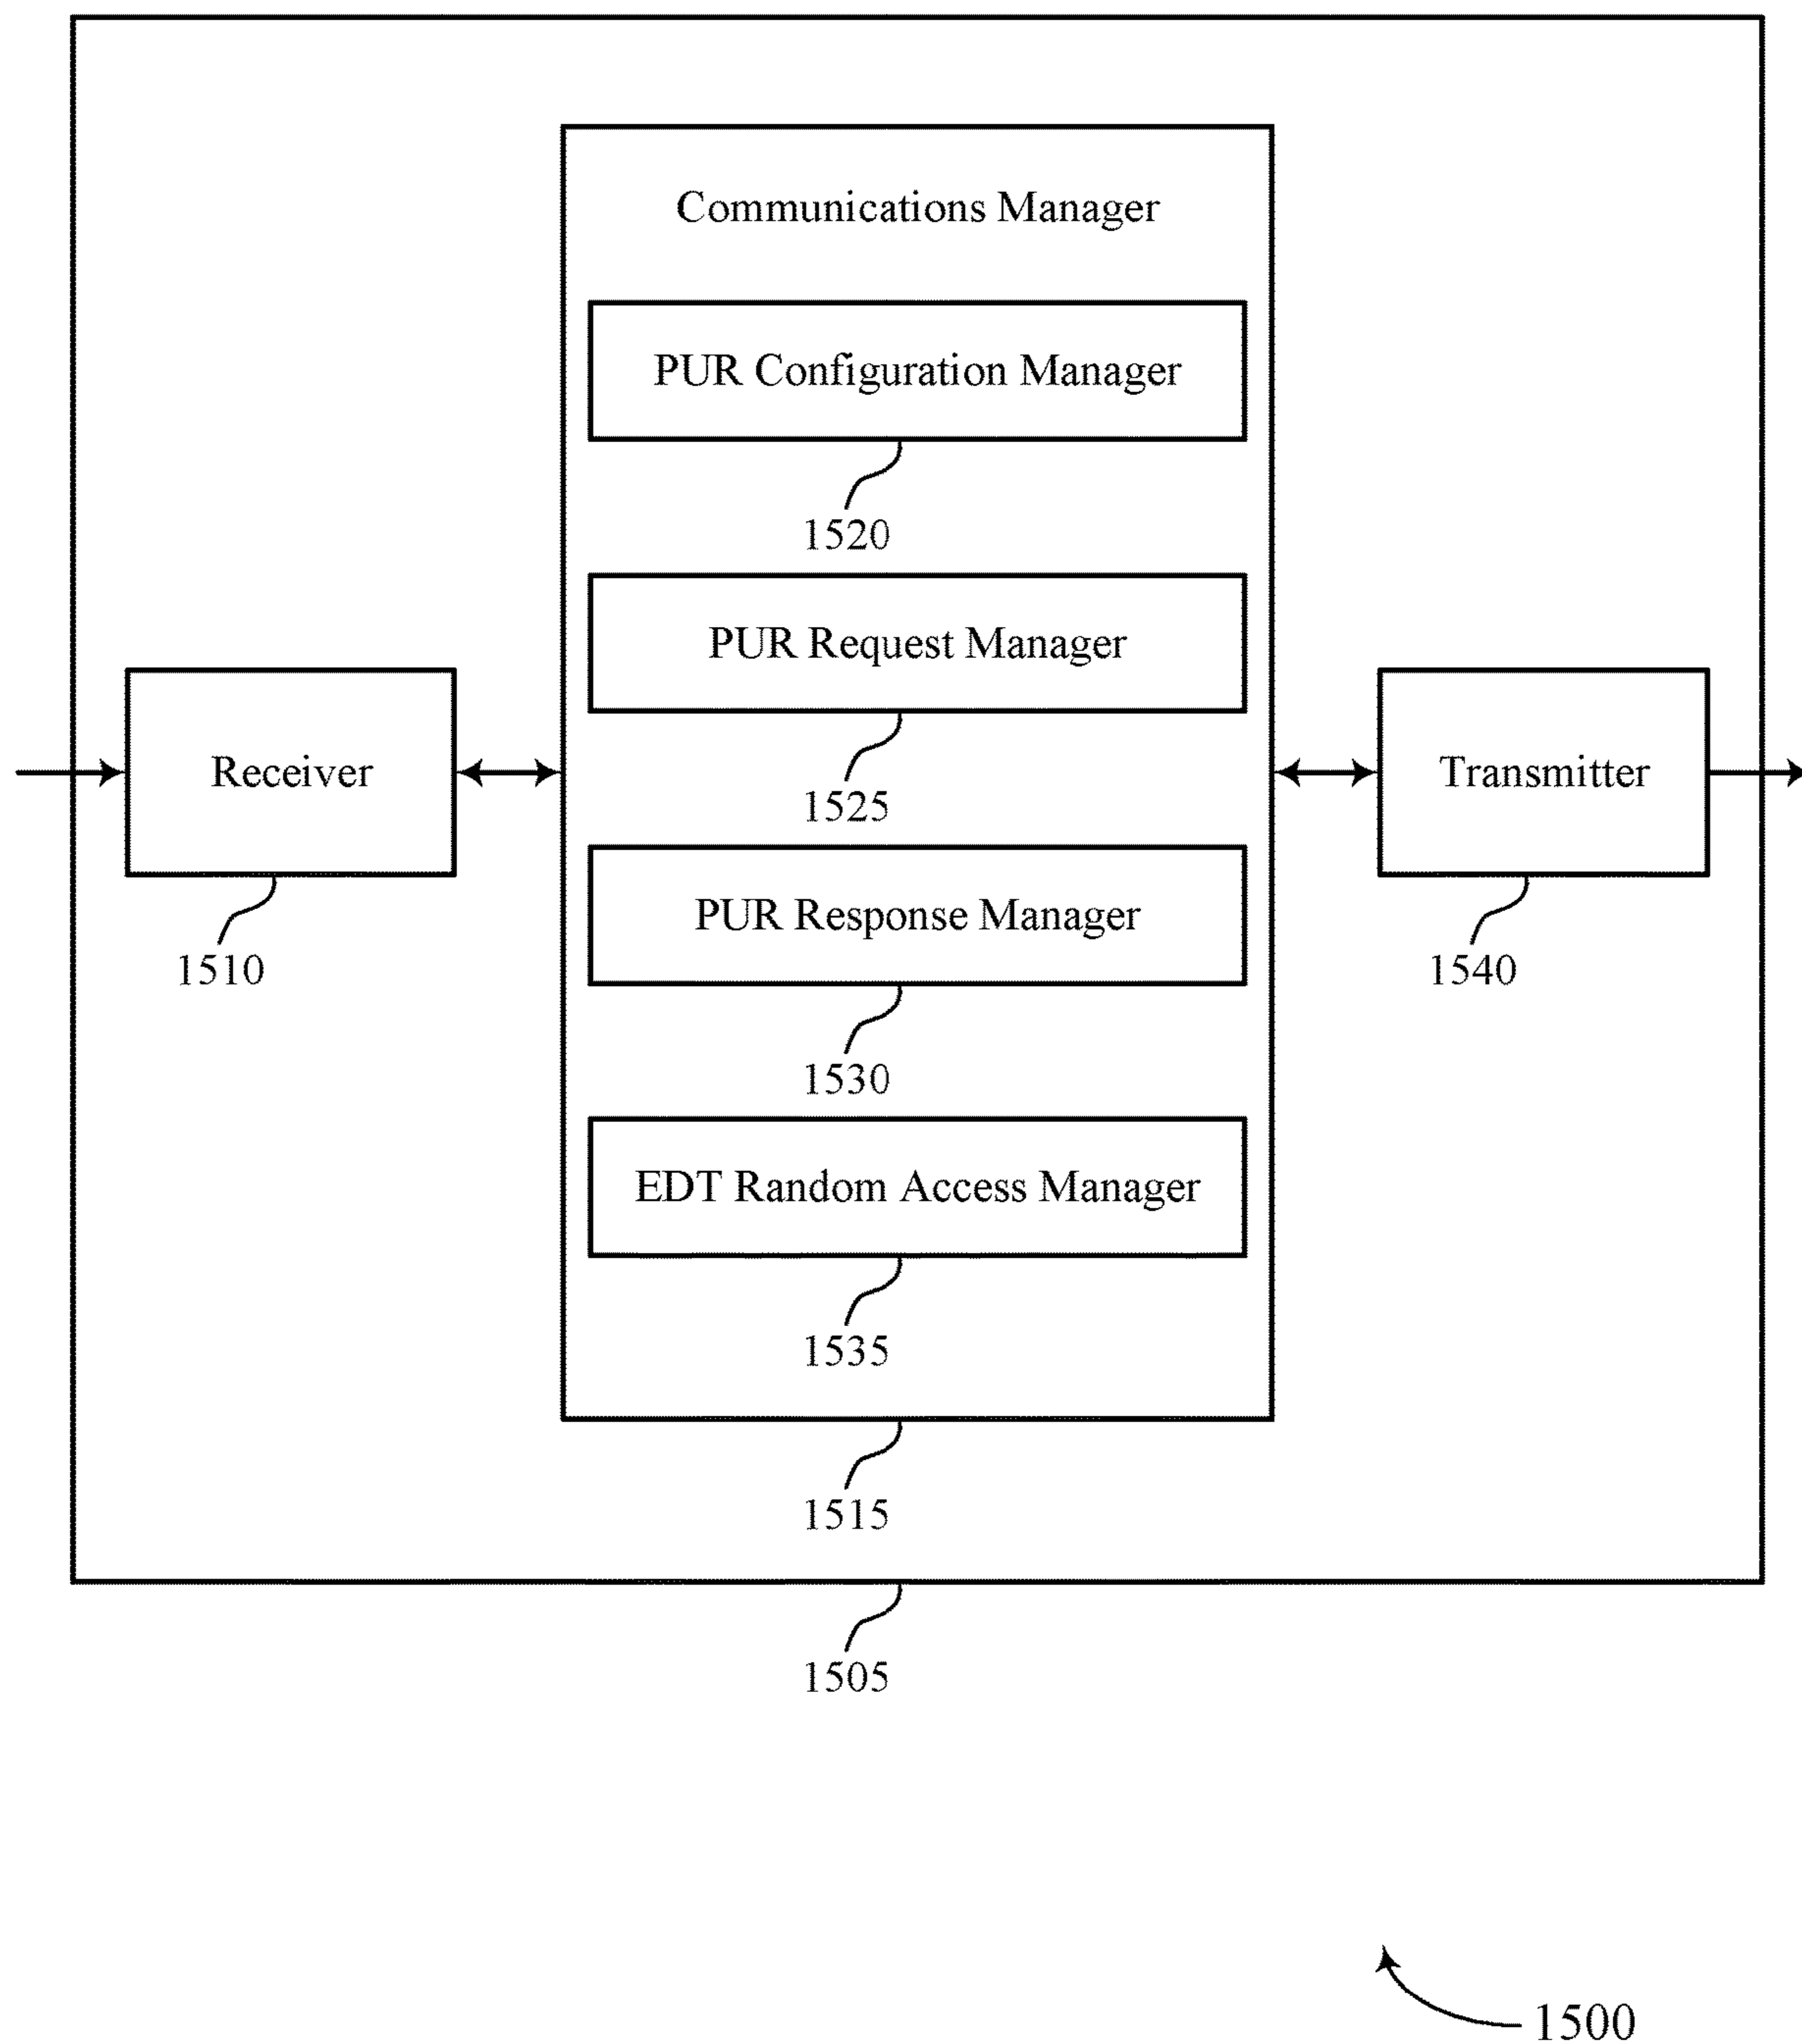 Communications Manager
PUR Configuration Manager
1520
PUR Request Manager
1525
Receiver
1510
Transmitter
1540
PUR Response Manager
1530
EDT Random Access Manager
1535
1515
1505
1500